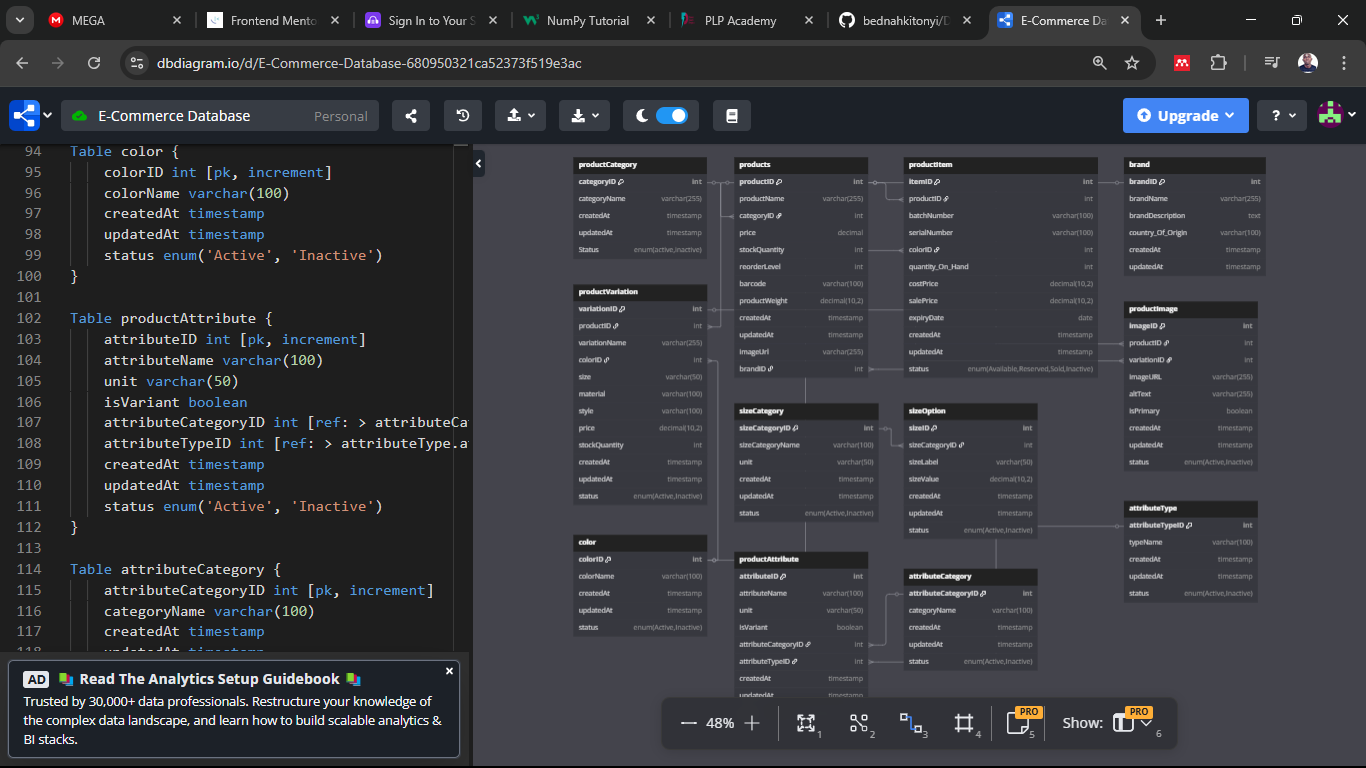 MEGA
Frontend Mento
Sign In to Your S
NumPy Tutorial
PLP Academy
bednahkitonyi/D
E-Commerce Da
dbdiagram.io/d/E-Commerce-Database-680950321ca52373f519e3ac
E-Commerce Database
Personal
Upgrade
?
94 Table color {
95 colorID int [pk, increment]
96 colorName varchar(100)
97 createdAt timestamp
98 updatedAt timestamp
99 status enum('Active', 'Inactive')
100 }
101
102 Table productAttribute {
103 attributeID int [pk, increment]
104 attributeName varchar(100)
105 unit varchar(50)
106 isVariant boolean
107 attributeCategoryID int [ref: > attributeCa
108 attributeTypeID int [ref: > attributeType.a
109 createdAt timestamp
110 updatedAt timestamp
111 status enum('Active', 'Inactive')
112 }
113
114 Table attributeCategory {
115 attributeCategoryID int [pk, increment]
116 categoryName varchar(100)
117 createdAt timestamp
118 updatedAt timestamp
AD Read The Analytics Setup Guidebook
Trusted by 30,000+ data professionals. Restructure your knowledge of
the complex data landscape, and learn how to build scalable analytics &
BI stacks.
productCategory
categoryID int
categoryName varchar(255)
createdAt timestamp
updatedAt timestamp
Status enum(active,inactive)
productVariation
variationID int
productID int
variationName varchar(255)
colorID int
size varchar(50)
material varchar(100)
style varchar(100)
price decimal(10,2)
stockQuantity int
createdAt timestamp
updatedAt timestamp
status enum(Active,Inactive)
color
colorID int
colorName varchar(100)
createdAt timestamp
updatedAt timestamp
status enum(Active,Inactive)
products
productID int
productName varchar(255)
categoryID int
price decimal
stockQuantity int
reorderLevel int
barcode varchar(100)
productWeight decimal(10,2)
createdAt timestamp
updatedAt timestamp
imageUrl varchar(255)
brandID int
sizeCategory
sizeCategoryID int
sizeCategoryName varchar(100)
unit varchar(50)
createdAt timestamp
updatedAt timestamp
status enum(Active,Inactive)
productAttribute
attributeID int
attributeName varchar(100)
unit varchar(50)
isVariant boolean
attributeCategoryID int
attributeTypeID int
createdAt timestamp
updatedAt timestamp
productItem
itemID int
productID int
batchNumber varchar(100)
serialNumber varchar(100)
colorID int
quantity_On_Hand int
costPrice decimal(10,2)
salePrice decimal(10,2)
expiryDate date
createdAt timestamp
updatedAt timestamp
status enum(Available,Reserved,Sold,Inactive)
sizeOption
sizeID int
sizeCategoryID int
sizeLabel varchar(50)
sizeValue decimal(10,2)
createdAt timestamp
updatedAt timestamp
status enum(Active,Inactive)
attributeCategory
attributeCategoryID int
categoryName varchar(100)
createdAt timestamp
updatedAt timestamp
status enum(Active,Inactive)
brand
brandID int
brandName varchar(255)
brandDescription text
country_Of_Origin varchar(100)
createdAt timestamp
updatedAt timestamp
productImage
imageID int
productID int
variationID int
imageURL varchar(255)
altText varchar(255)
isPrimary boolean
createdAt timestamp
updatedAt timestamp
status enum(Active,Inactive)
attributeType
attributeTypeID int
typeName varchar(100)
createdAt timestamp
updatedAt timestamp
status enum(Active,Inactive)
48%
1
2
3
4
PRO
5
Show:
PRO
6